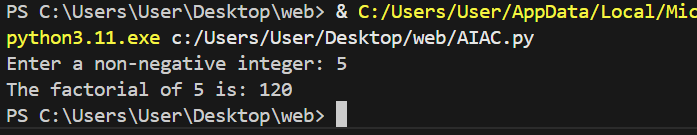 PS C:\Users\User\Desktop\web> & C:/Users/User/AppData/Local/Mic
python3.11.exe c:/Users/User/Desktop/web/AIAC.py
Enter a non-negative integer: 5
The factorial of 5 is: 120
PS C:\Users\User\Desktop\web>